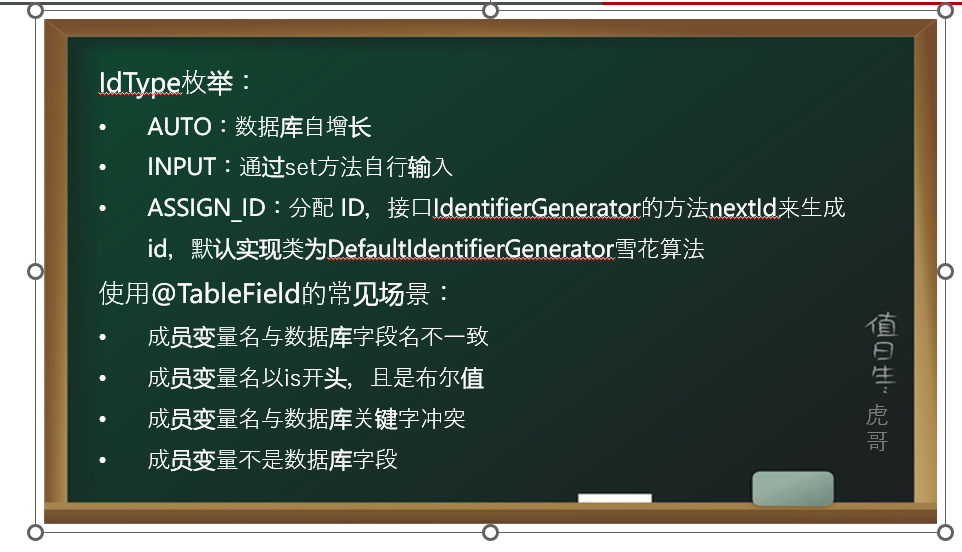 IdType枚举：
• AUTO：数据库自增长
• INPUT：通过set方法自行输入
• ASSIGN_ID：分配 ID，接口IdentifierGenerator的方法nextId来生成
id，默认实现类为DefaultIdentifierGenerator雪花算法
使用@TableField的常见场景：
• 成员变量名与数据库字段名不一致
• 成员变量名以is开头，且是布尔值
• 成员变量名与数据库关键字冲突
• 成员变量不是数据库字段
值日生：
虎哥